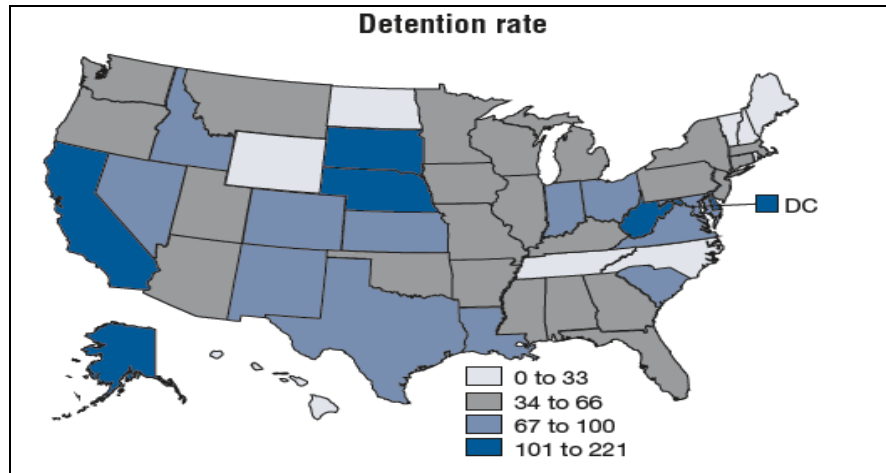 Detention rate
DC
0 to 33
34 to 66
67 to 100
101 to 221